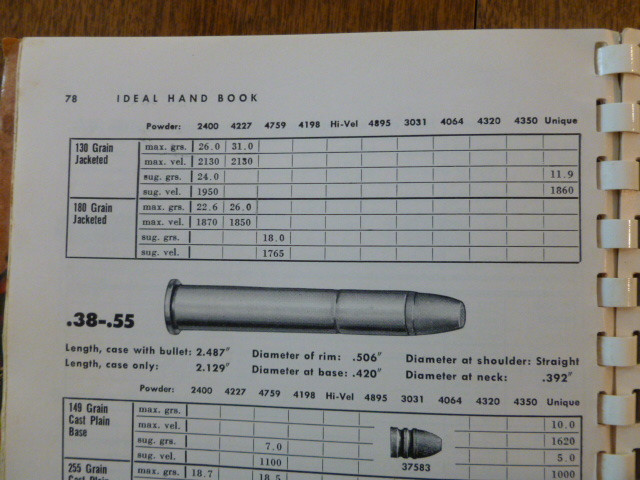 78 IDEAL HAND BOOK
Powder: 2400 4227 4759 4198 Hi-Vel 4895 3031 4064 4320 4350 Unique
130 Grain Jacketed max. grs. 26.0 31.0
max. vel. 2130 2130
sug. grs. 24.0 11.9
sug. vel. 1950 1860
180 Grain Jacketed max. grs. 22.6 26.0
max. vel. 1870 1850
sug. grs. 18.0
sug. vel. 1765
.38-.55
Length, case with bullet: 2.487" Diameter of rim: .506" Diameter at shoulder: Straight
Length, case only: 2.129" Diameter at base: .420" Diameter at neck: .392"
Powder: 2400 4227 4759 4198 Hi-Vel 4895 3031 4064 4320 4350 Unique
149 Grain Cast Plain Base max. grs. 10.0
max. vel. 1620
sug. grs. 7.0 5.0
sug. vel. 1100 1000
37583
255 Grain max. grs. 18.7 18.5
Cast Plain